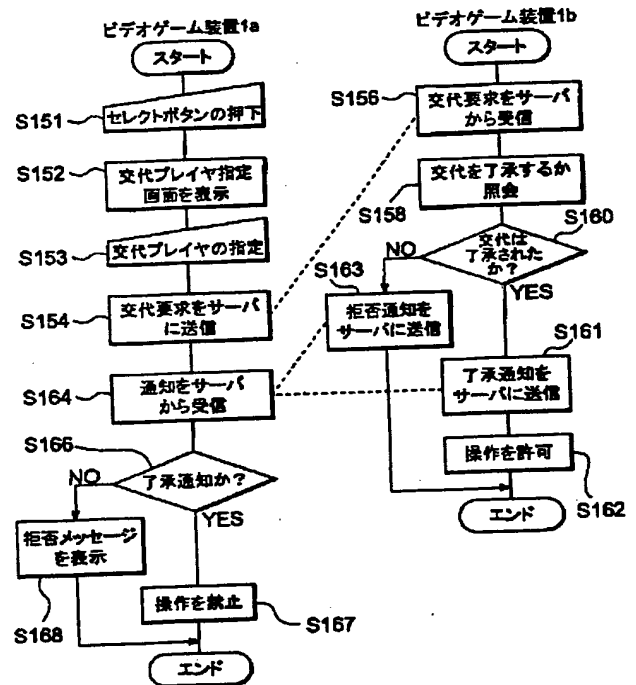 ビデオゲーム装置1a
スタート
S151
セレクトボタンの押下
S152
交代プレイヤ指定
画面を表示
S153
交代プレイヤの指定
S154
交代要求をサーバ
に送信
S164
通知をサーバ
から受信
S166
了承通知か？
NO
YES
拒否メッセージ
を表示
S168
操作を禁止
S167
エンド
ビデオゲーム装置1b
スタート
S156
交代要求をサーバ
から受信
S158
交代を了承するか
照会
S160
交代は
了承された
か？
NO
YES
S163
拒否通知を
サーバに送信
S161
了承通知を
サーバに送信
操作を許可
S162
エンド